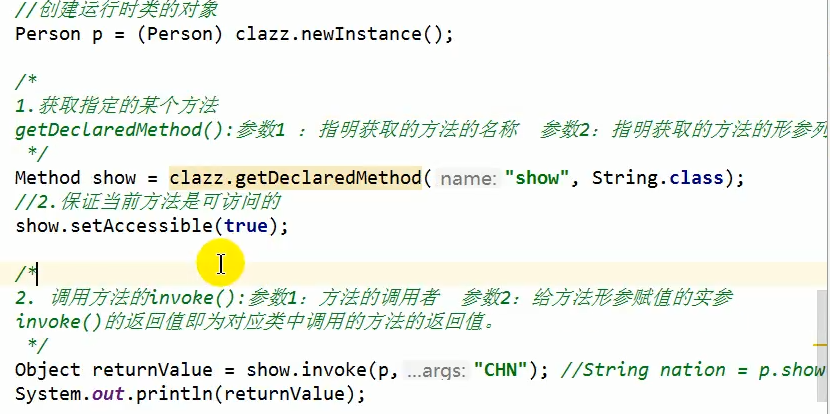 //创建运行时类的对象
Person p = (Person) clazz.newInstance();
/*
1.获取指定的某个方法
getDeclaredMethod():参数1 ：指明获取的方法的名称  参数2：指明获取的方法的形参列
*/
Method show = clazz.getDeclaredMethod( name: "show", String.class);
//2.保证当前方法是可访问的
show.setAccessible(true);
/*
2. 调用方法的invoke():参数1：方法的调用者  参数2：给方法形参赋值的实参
invoke()的返回值即为对应类中调用的方法的返回值。
*/
Object returnValue = show.invoke(p, ...args: "CHN"); //String nation = p.show
System.out.println(returnValue);